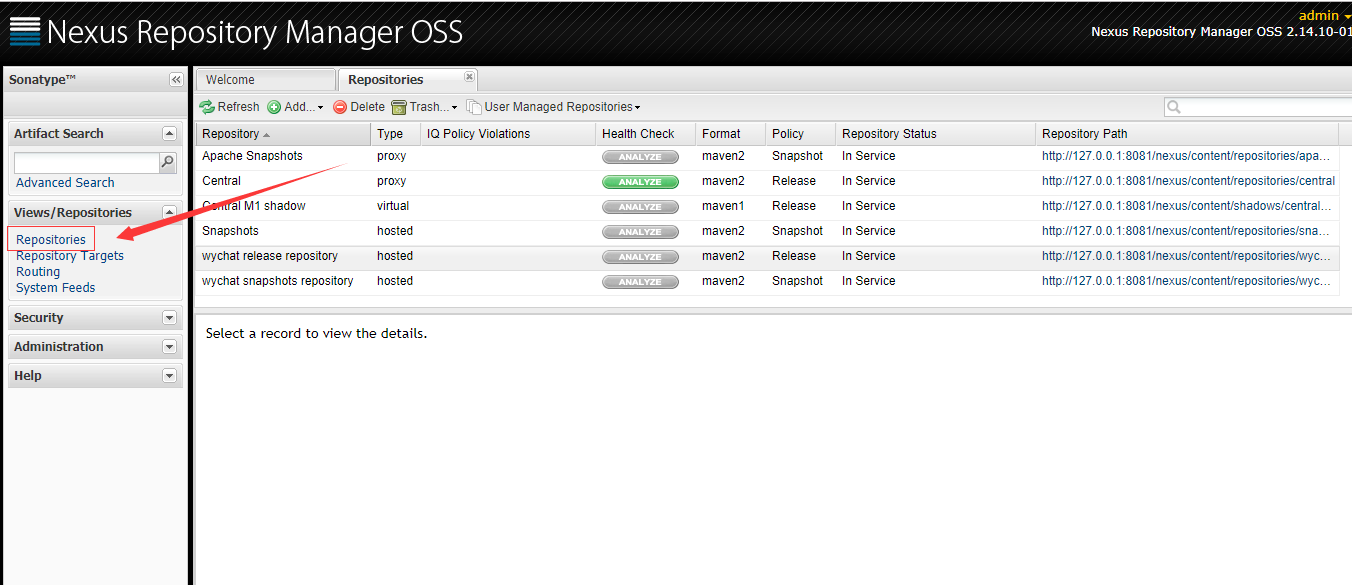 Nexus Repository Manager OSS
admin
Nexus Repository Manager OSS 2.14.10-01
Sonatype™
Welcome
Repositories
Refresh Add... Delete Trash... User Managed Repositories
Artifact Search
Advanced Search
Views/Repositories
Repositories
Repository Targets
Routing
System Feeds
Security
Administration
Help
Repository Type IQ Policy Violations Health Check Format Policy Repository Status Repository Path
Apache Snapshots proxy ANALYZE maven2 Snapshot In Service http://127.0.0.1:8081/nexus/content/repositories/apa...
Central proxy ANALYZE maven2 Release In Service http://127.0.0.1:8081/nexus/content/repositories/central
Central M1 shadow virtual ANALYZE maven1 Release In Service http://127.0.0.1:8081/nexus/content/shadows/central...
Snapshots hosted ANALYZE maven2 Snapshot In Service http://127.0.0.1:8081/nexus/content/repositories/sna...
wychat release repository hosted ANALYZE maven2 Release In Service http://127.0.0.1:8081/nexus/content/repositories/wyc...
wychat snapshots repository hosted ANALYZE maven2 Snapshot In Service http://127.0.0.1:8081/nexus/content/repositories/wyc...
Select a record to view the details.